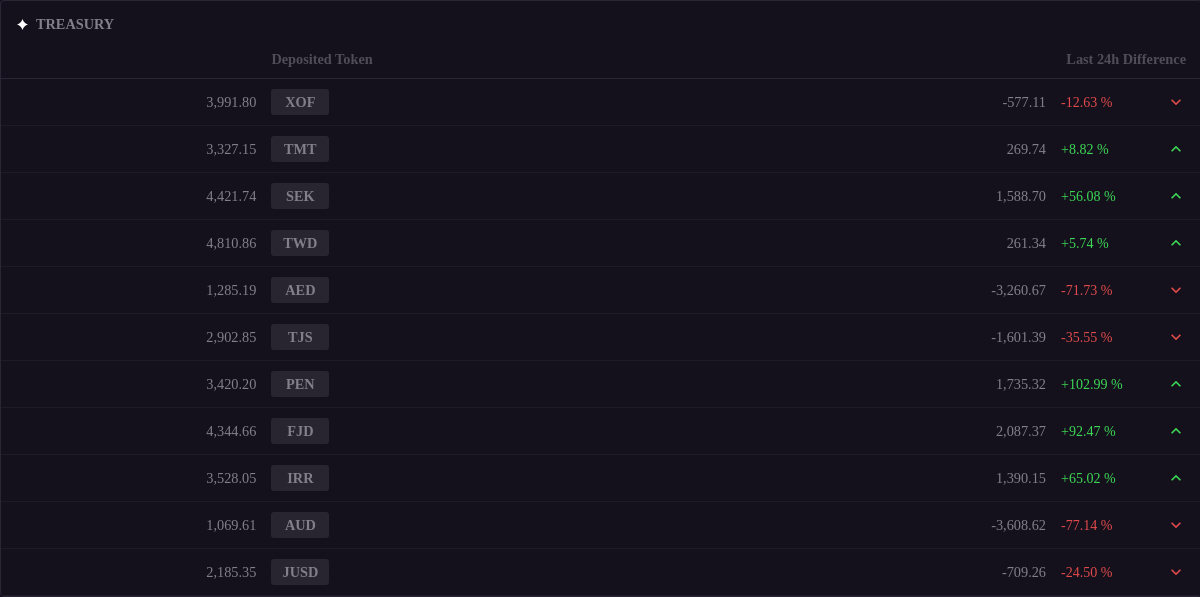 TREASURY
Deposited Token Last 24h Difference
3,991.80 XOF -577.11 -12.63 %
3,327.15 TMT 269.74 +8.82 %
4,421.74 SEK 1,588.70 +56.08 %
4,810.86 TWD 261.34 +5.74 %
1,285.19 AED -3,260.67 -71.73 %
2,902.85 TJS -1,601.39 -35.55 %
3,420.20 PEN 1,735.32 +102.99 %
4,344.66 FJD 2,087.37 +92.47 %
3,528.05 IRR 1,390.15 +65.02 %
1,069.61 AUD -3,608.62 -77.14 %
2,185.35 JUSD -709.26 -24.50 %